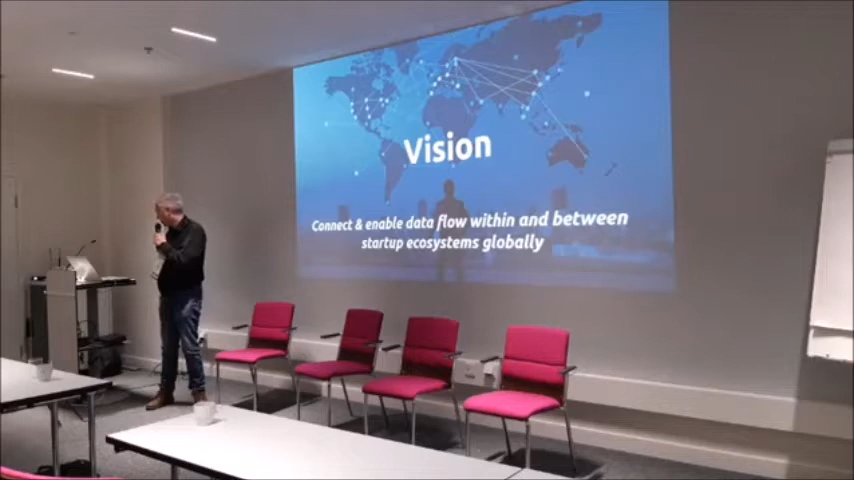 Vision
Connect & enable data flow within and between
startup ecosystems globally